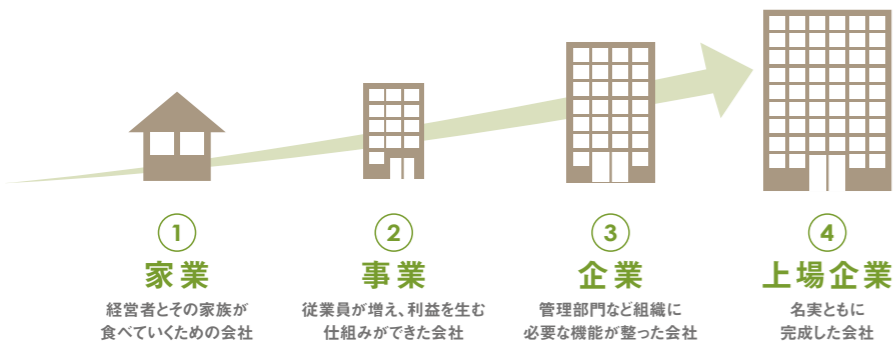 1
家業
経営者とその家族が
食べていくための会社
2
事業
従業員が増え、利益を生む
仕組みができた会社
3
企業
管理部門など組織に
必要な機能が整った会社
4
上場企業
名実ともに
完成した会社